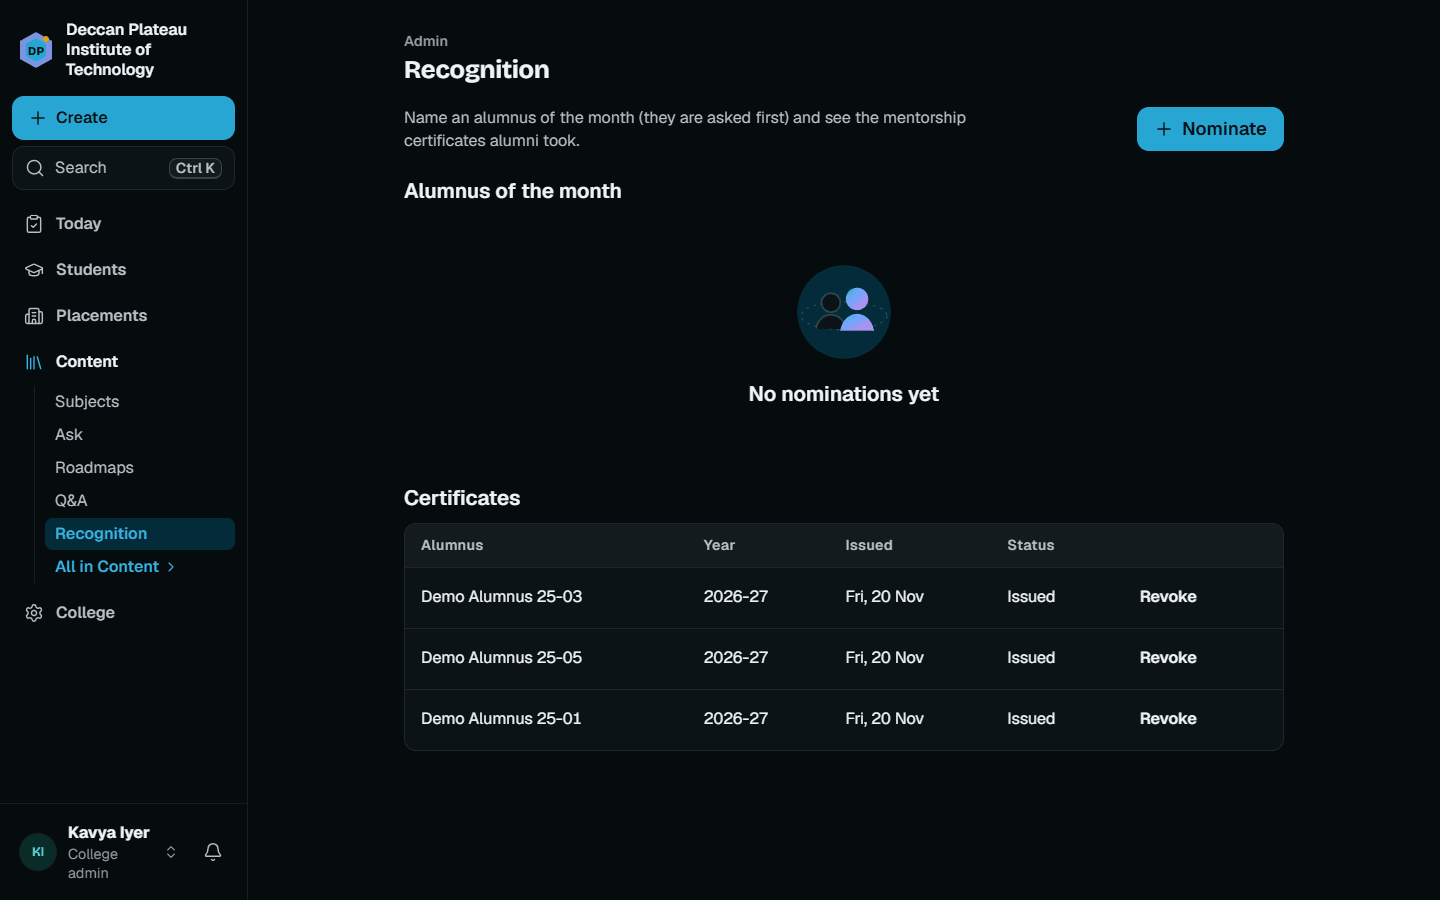 DP
Deccan Plateau
Institute of
Technology
Create
Search Ctrl K
Today
Students
Placements
Content
Subjects
Ask
Roadmaps
Q&A
Recognition
All in Content
College
Kavya Iyer
KI
College
admin
Admin
Recognition
Name an alumnus of the month (they are asked first) and see the mentorship
certificates alumni took.
Nominate
Alumnus of the month
No nominations yet
Certificates
Alumnus Year Issued Status
Demo Alumnus 25-03 2026-27 Fri, 20 Nov Issued Revoke
Demo Alumnus 25-05 2026-27 Fri, 20 Nov Issued Revoke
Demo Alumnus 25-01 2026-27 Fri, 20 Nov Issued Revoke